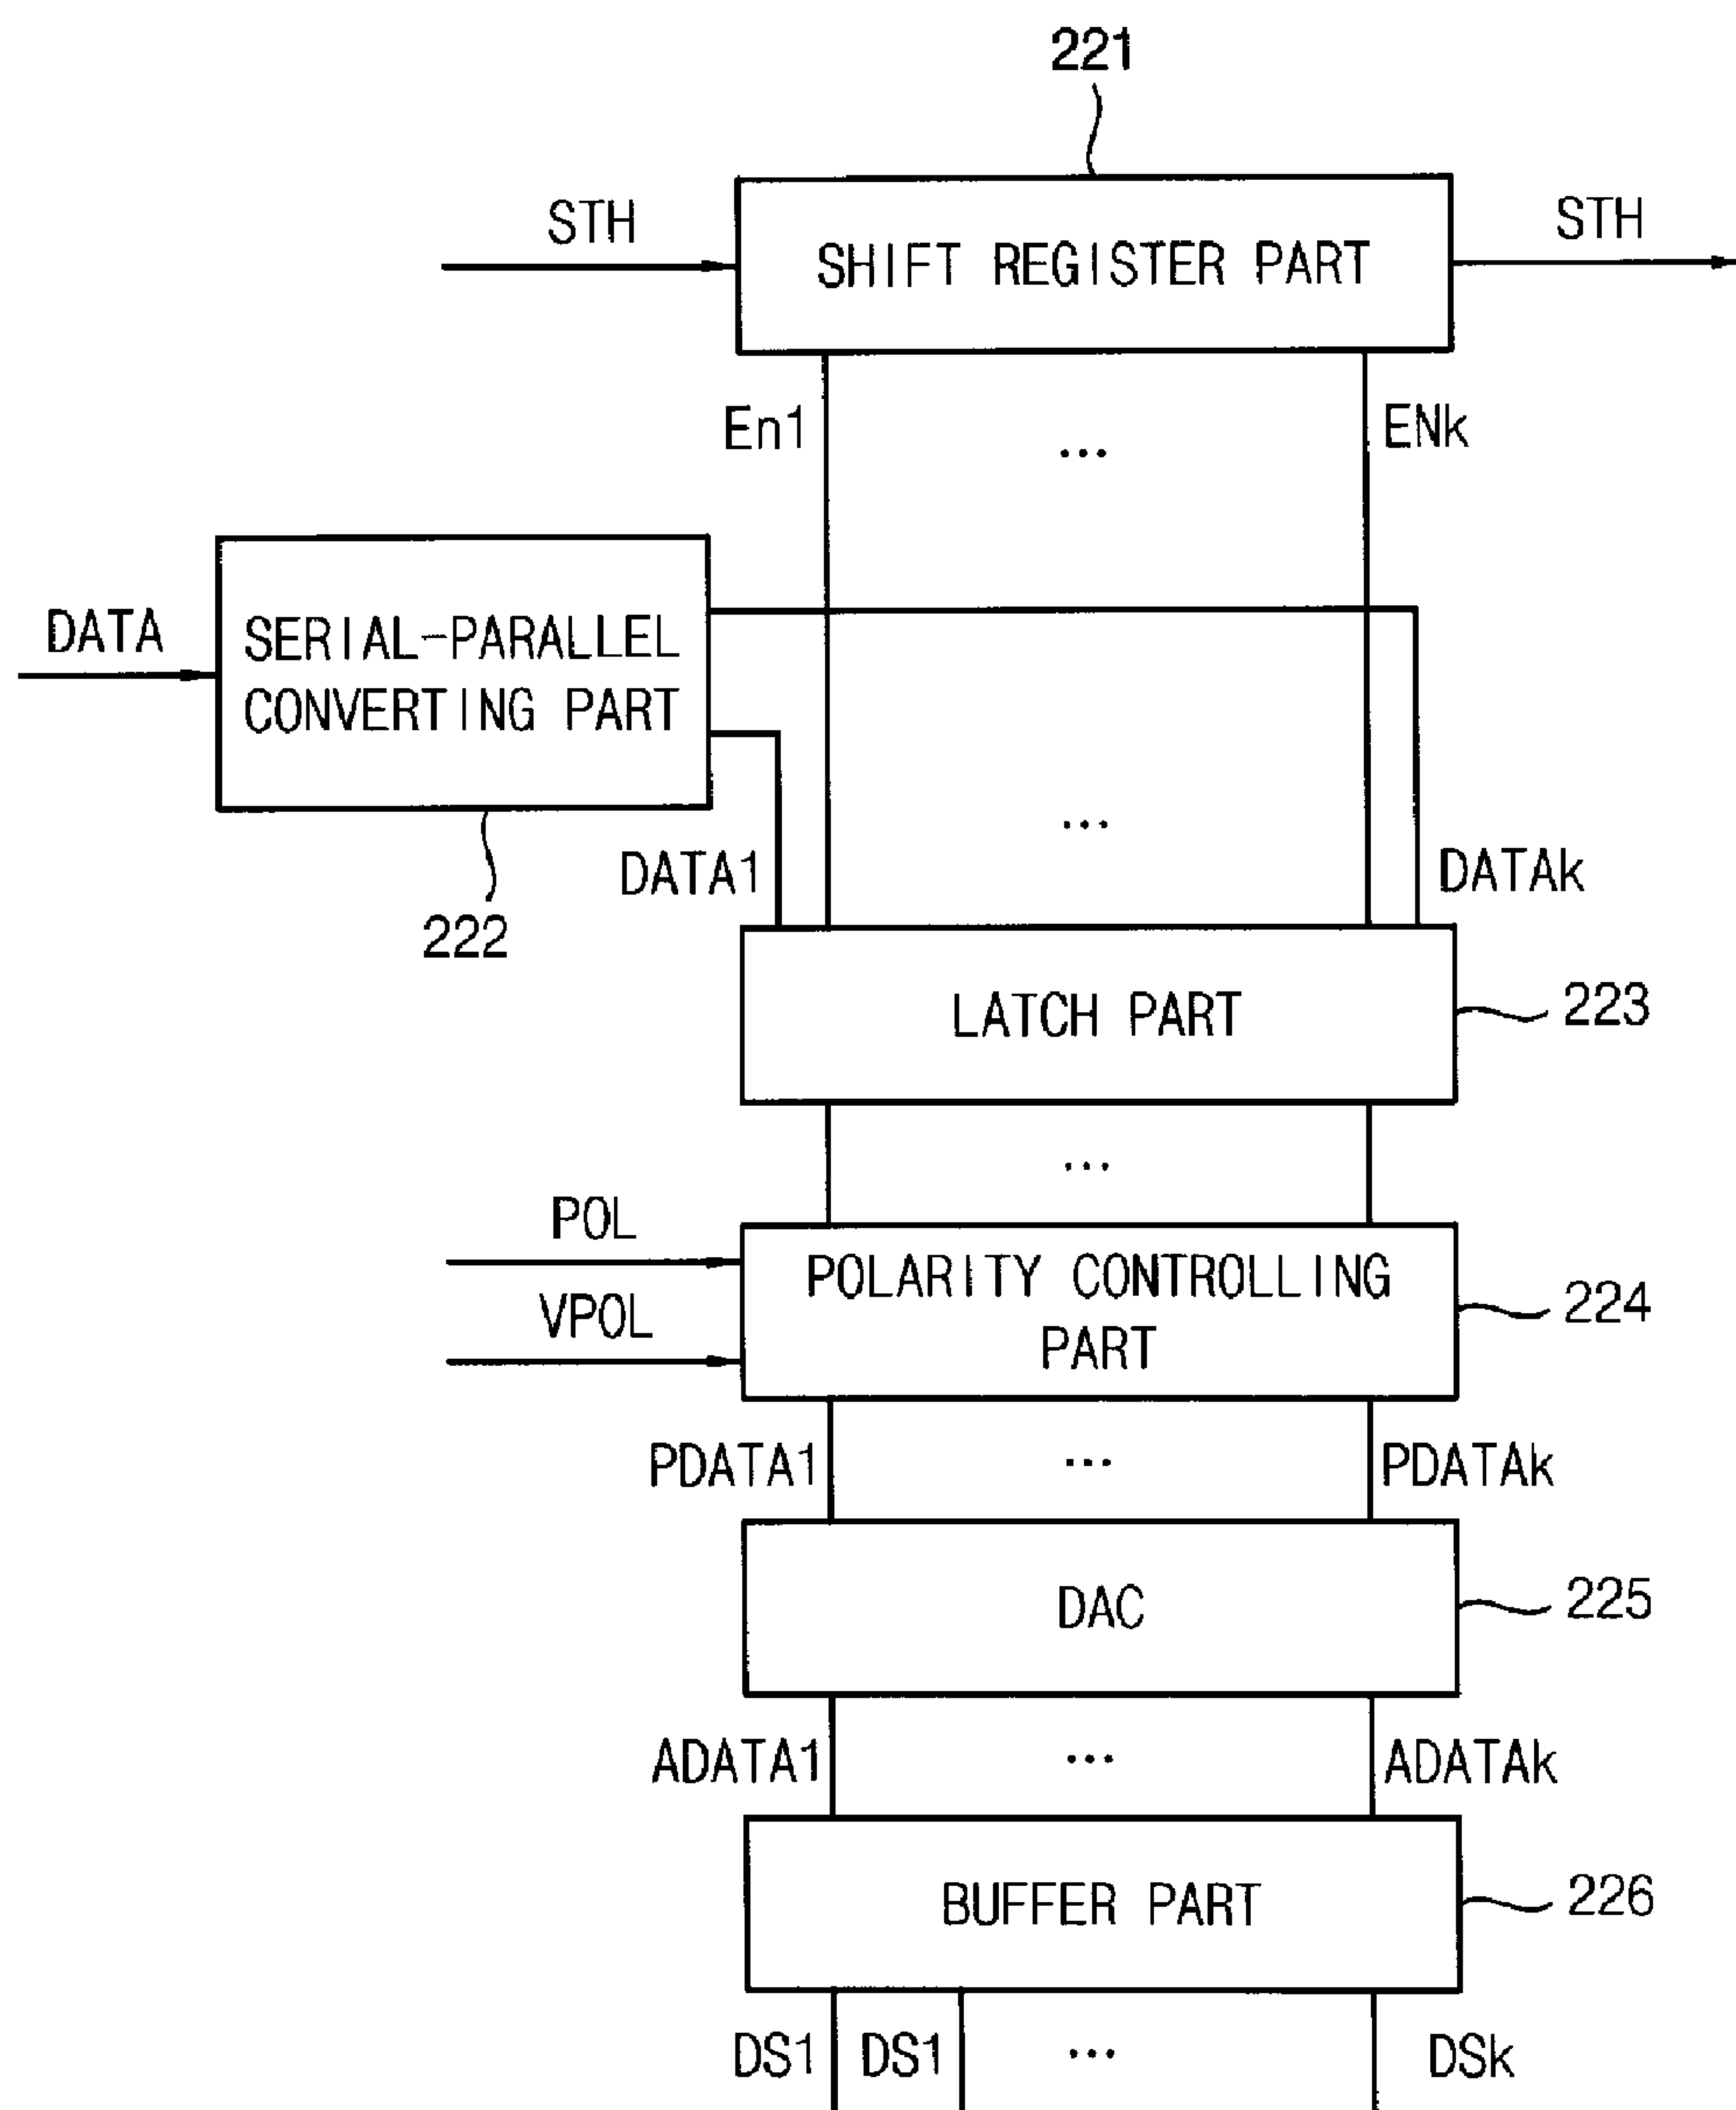 221
STH
STH
SHIFT REGISTER PART
En1
...
ENk
DATA
SERIAL-PARALLEL
CONVERTING PART
...
DATA1
DATAk
222
LATCH PART
223
...
POL
VPOL
POLARITY CONTROLLING
PART
224
PDATA1
...
PDATAk
DAC
225
ADATA1
...
ADATAk
BUFFER PART
226
DS1
DS1
...
DSk